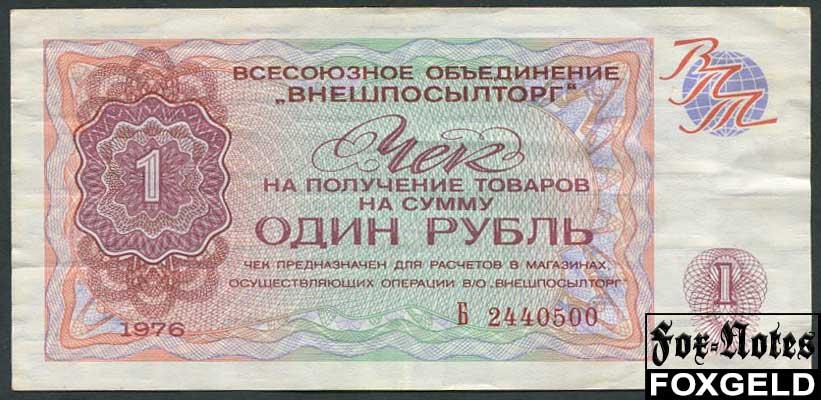 ВСЕСОЮЗНОЕ ОБЪЕДИНЕНИЕ
„ВНЕШПОСЫЛТОРГ“
ВПТ
Чек
НА ПОЛУЧЕНИЕ ТОВАРОВ
НА СУММУ
ОДИН РУБЛЬ
1
ЧЕК ПРЕДНАЗНАЧЕН ДЛЯ РАСЧЕТОВ В МАГАЗИНАХ,
ОСУЩЕСТВЛЯЮЩИХ ОПЕРАЦИИ В/О „ВНЕШПОСЫЛТОРГ“
1
1976
Б 2440500
Fox=Notes
FOXGELD